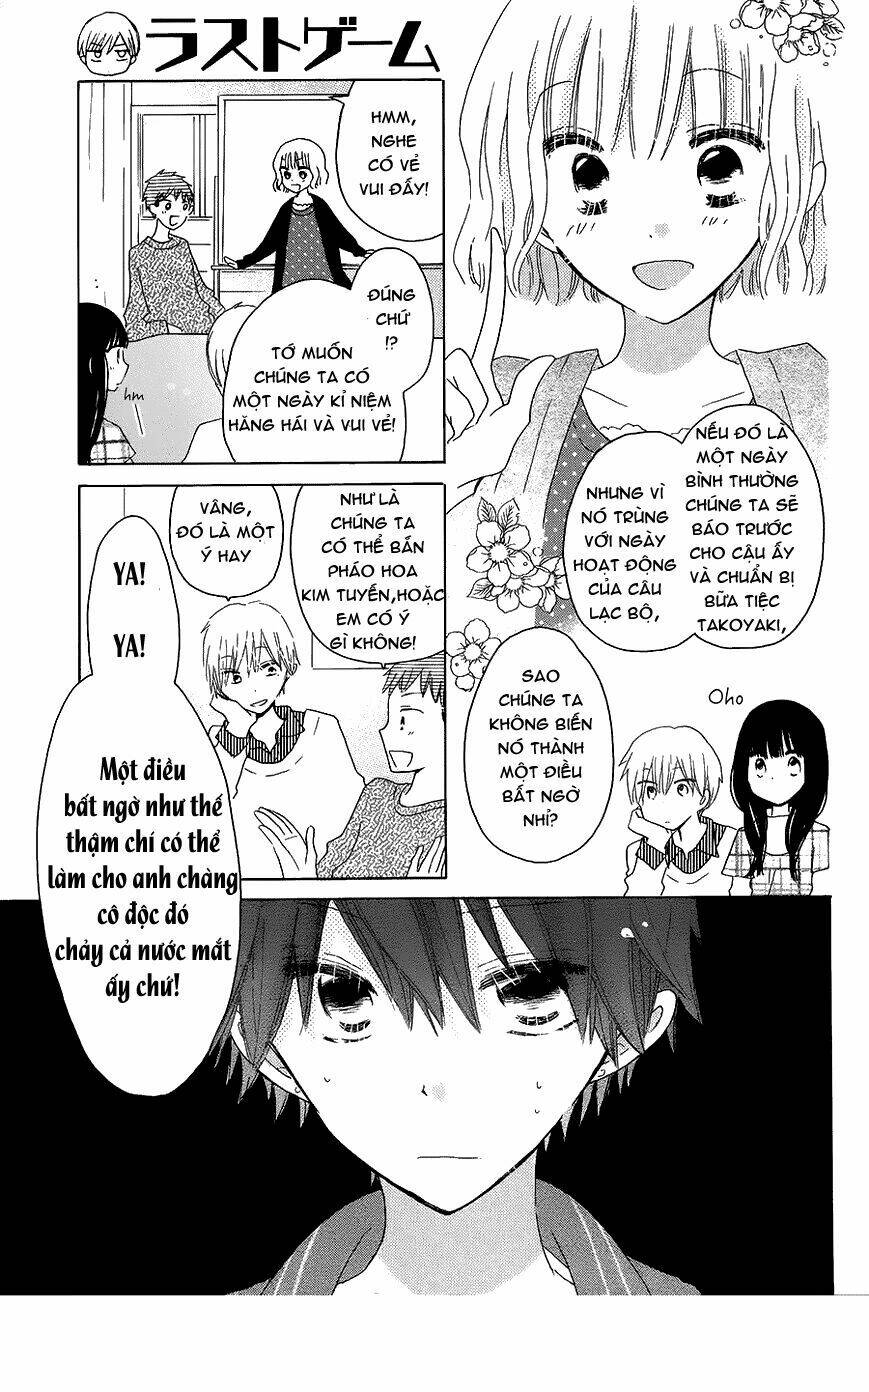 NẾU ĐÓ LÀ
MỘT NGÀY
BÌNH THƯỜNG
CHÚNG TA SẼ
BÁO TRƯỚC
CHO CẬU ẤY
VÀ CHUẨN BỊ
BỮA TIỆC
TAKOYAKI,
NHƯNG VÌ
NÓ TRÙNG
VỚI NGÀY
HOẠT ĐỘNG
CỦA CÂU
LẠC BỘ,
SAO
CHÚNG TA
KHÔNG BIẾN
NÓ THÀNH
MỘT ĐIỀU
BẤT NGỜ
NHỈ?
Oho
ラストゲーム
HMM,
NGHE
CÓ VẺ
VUI ĐẤY!
ĐÚNG
CHỨ
!?
TỚ MUỐN
CHÚNG TA CÓ
MỘT NGÀY KỈ NIỆM
HĂNG HÁI VÀ VUI VẺ!
hm
NHƯ LÀ
CHÚNG TA
CÓ THỂ BẮN
PHÁO HOA
KIM TUYẾN,HOẶC
EM CÓ Ý
GÌ KHÔNG!
VÂNG,
ĐÓ LÀ MỘT
Ý HAY
YA!
YA!
Một điều
bất ngờ như thế
thậm chí có thể
làm cho anh chàng
cô độc đó
chảy cả nước mắt
ấy chứ!